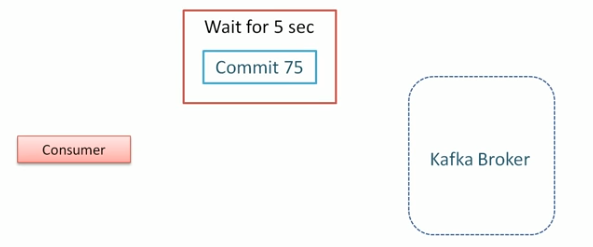 Wait for 5 sec
Commit 75
Consumer
Kafka Broker